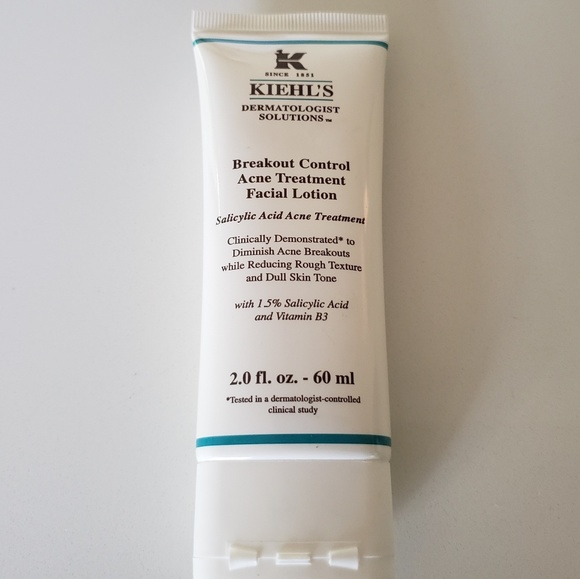 K
SINCE 1851
KIEHL'S
DERMATOLOGIST
SOLUTIONS™
Breakout Control
Acne Treatment
Facial Lotion
Salicylic Acid Acne Treatment
Clinically Demonstrated* to
Diminish Acne Breakouts
while Reducing Rough Texture
and Dull Skin Tone
with 1.5% Salicylic Acid
and Vitamin B3
2.0 fl. oz. - 60 ml
*Tested in a dermatologist-controlled
clinical study